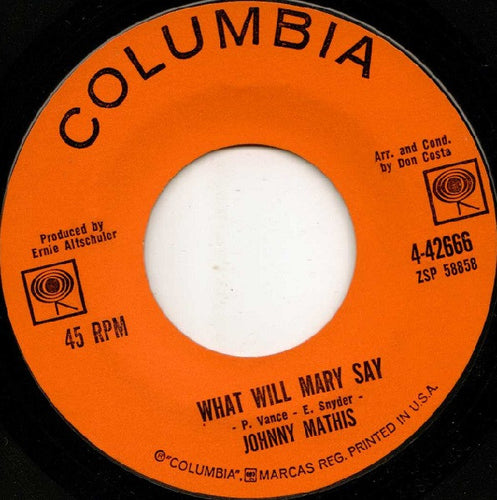 COLUMBIA
Arr. and Cond.
by Don Costa
Produced by
Ernie Altschuler
4-42666
ZSP 58858
45 RPM
WHAT WILL MARY SAY
- P. Vance - E. Snyder -
JOHNNY MATHIS
®"COLUMBIA", MARCAS REG. PRINTED IN U.S.A.